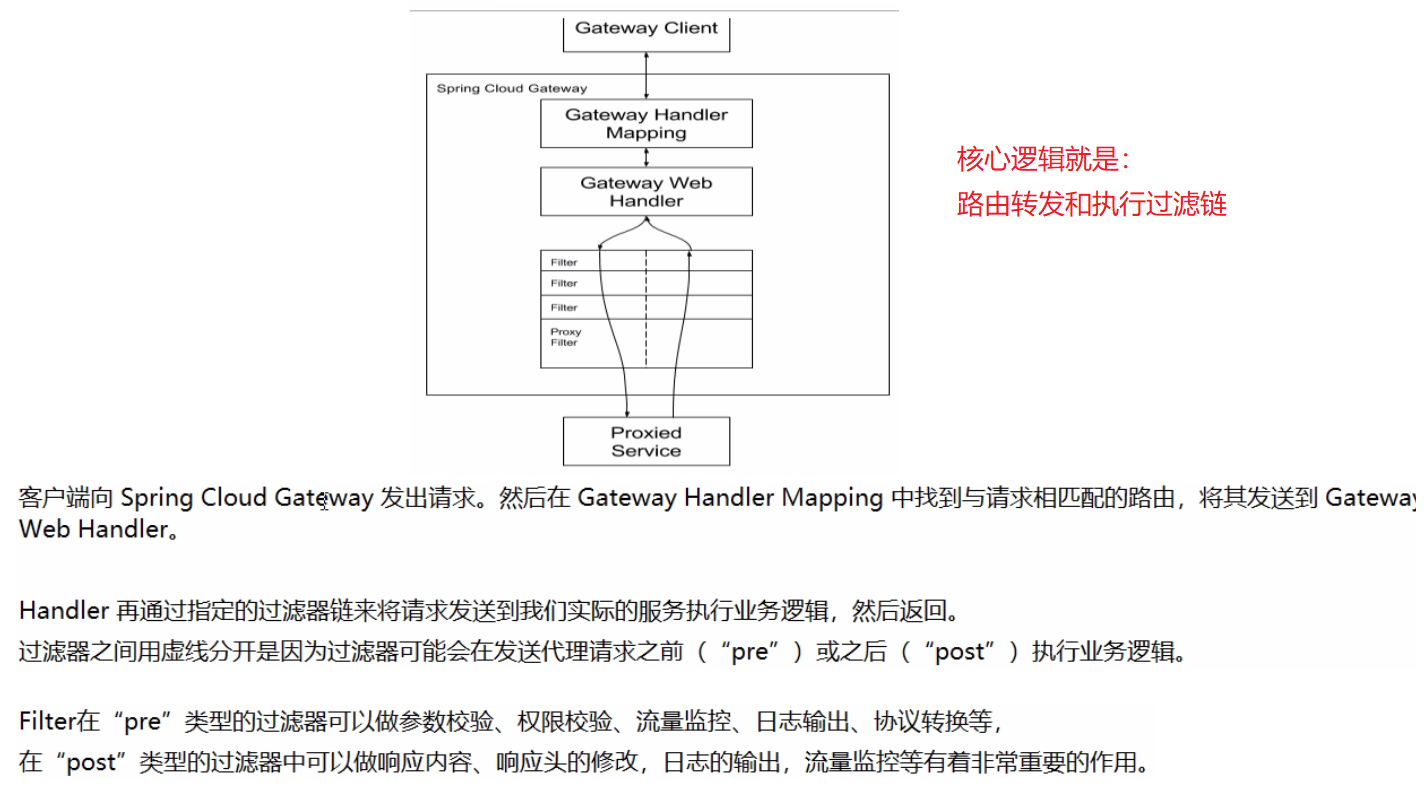 Gateway Client
Spring Cloud Gateway
Gateway Handler
Mapping
Gateway Web
Handler
Filter
Filter
Filter
Proxy
Filter
Proxied
Service
核心逻辑就是：
路由转发和执行过滤链
客户端向 Spring Cloud Gateway 发出请求。然后在 Gateway Handler Mapping 中找到与请求相匹配的路由，将其发送到 Gateway
Web Handler。
Handler 再通过指定的过滤器链来将请求发送到我们实际的服务执行业务逻辑，然后返回。
过滤器之间用虚线分开是因为过滤器可能会在发送代理请求之前（“pre”）或之后（“post”）执行业务逻辑。
Filter在“pre”类型的过滤器可以做参数校验、权限校验、流量监控、日志输出、协议转换等，
在“post”类型的过滤器中可以做响应内容、响应头的修改，日志的输出，流量监控等有着非常重要的作用。